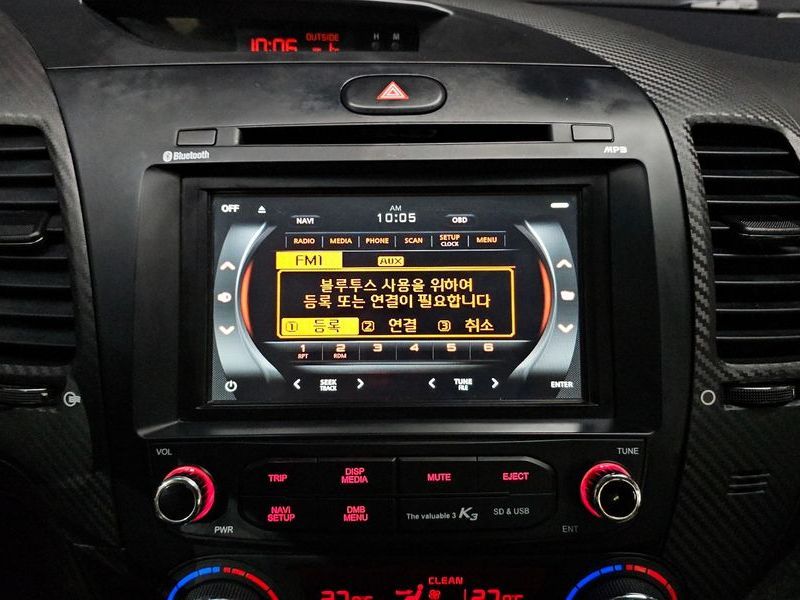 10:06 OUTSIDE H M
Bluetooth MP3
OFF NAVI AM 10:05 OBD
RADIO MEDIA PHONE SCAN SETUP CLOCK MENU
FM1 AUX
블루투스 사용을 위하여
등록 또는 연결이 필요합니다
① 등록 ② 연결 ③ 취소
1 RPT 2 RDM 3 4 5 6
SEEK TRACK TUNE FILE ENTER
VOL TUNE
TRIP DISP MEDIA MUTE EJECT
NAVI SETUP DMB MENU The valuable 3 K3 SD & USB
PWR ENT
CLEAN